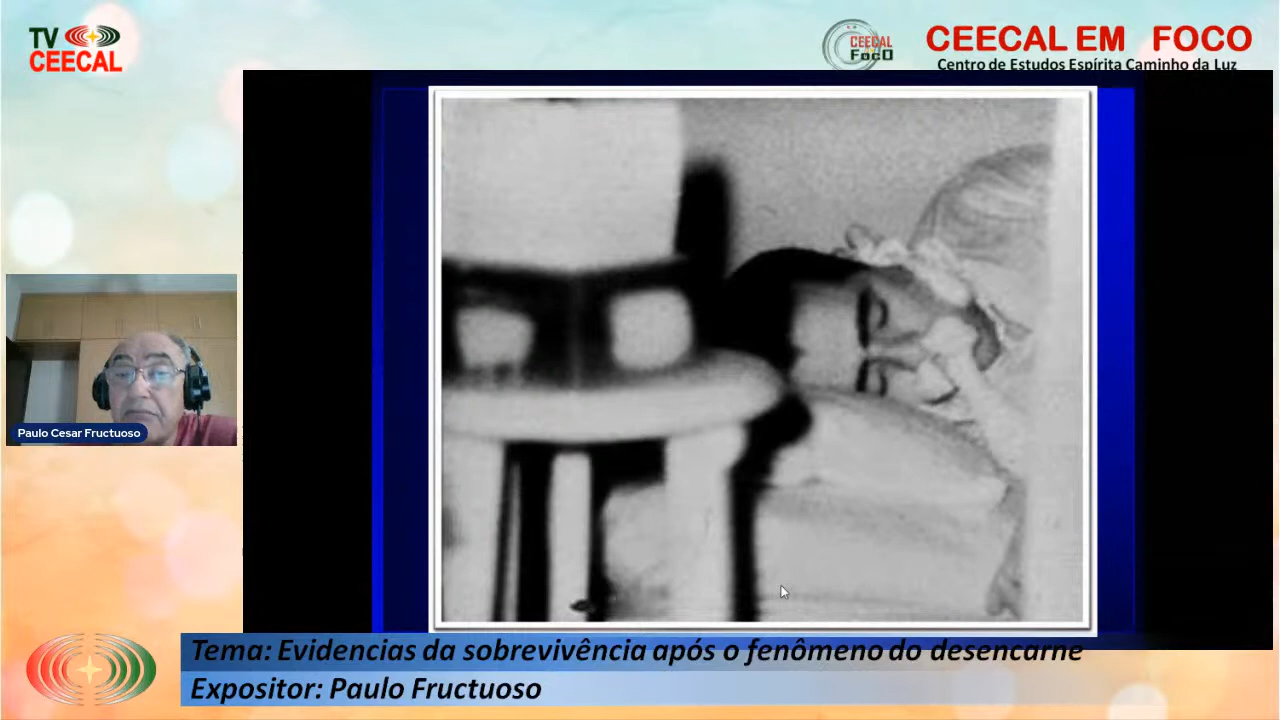 TV
CEECAL
CEECAL
EM
FOCO
CEECAL EM FOCO
Centro de Estudos Espírita Caminho da Luz
Paulo Cesar Fructuoso
Tema: Evidencias da sobrevivência após o fenômeno do desencarne
Expositor: Paulo Fructuoso